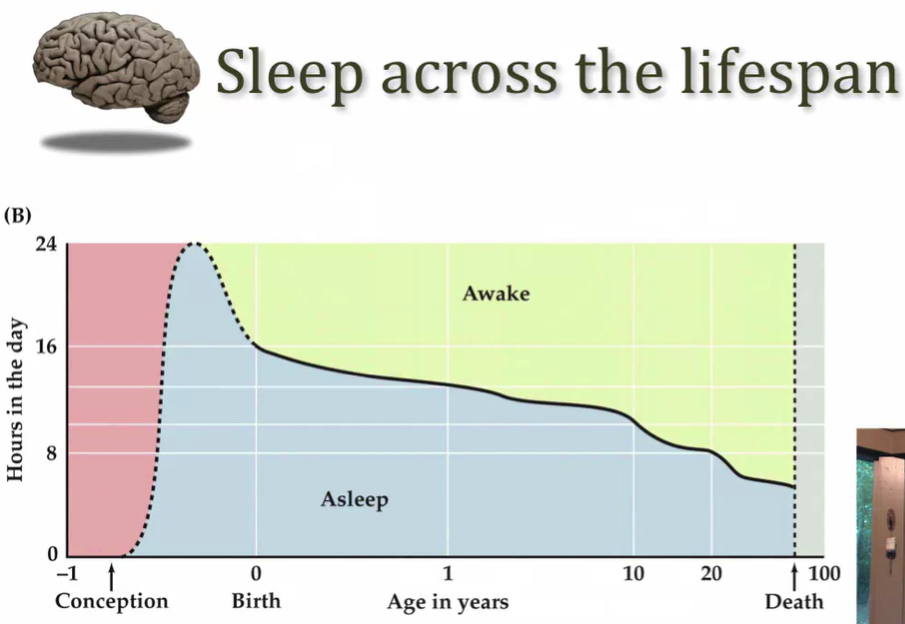 Sleep across the lifespan
(B)
24
Awake
16
Hours in the day
8
Asleep
0
–1 0 1 10 20 100
Conception Birth Age in years Death